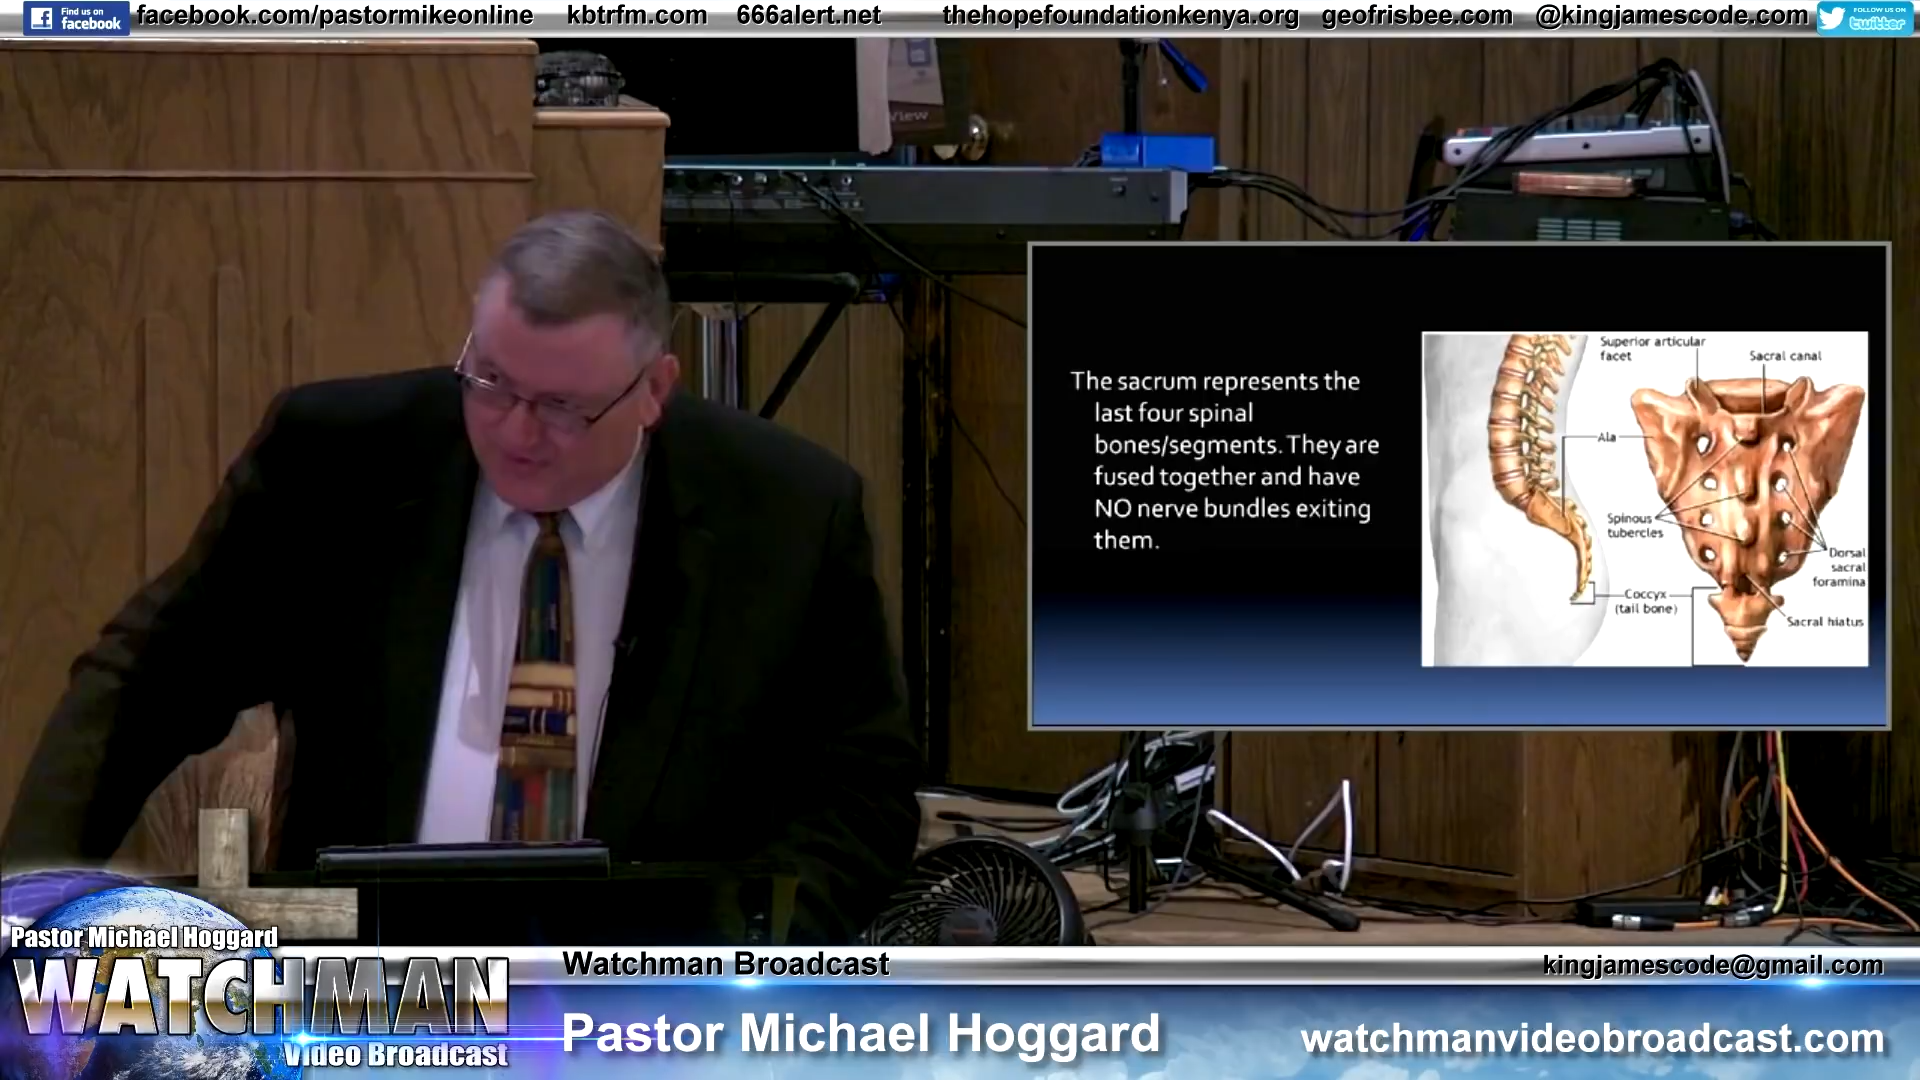 Find us on
facebook
facebook.com/pastormikeonline kbtrfm.com 666alert.net thehopefoundationkenya.org geofrisbee.com @kingjamescode.com
FOLLOW US ON
twitter
View
The sacrum represents the
last four spinal
bones/segments. They are
fused together and have
NO nerve bundles exiting
them.
Superior articular
facet
Sacral canal
Ala
Spinous
tubercles
Dorsal
sacral
foramina
Coccyx
(tail bone)
Sacral hiatus
Pastor Michael Hoggard
WATCHMAN
Video Broadcast
Watchman Broadcast
kingjamescode@gmail.com
Pastor Michael Hoggard
watchmanvideobroadcast.com